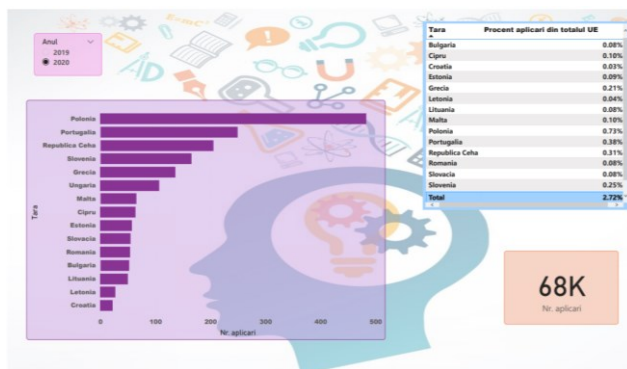 Anul
2019
2020
Polonia
Portugalia
Republica Ceha
Slovenia
Grecia
Ungaria
Malta
Cipru
Estonia
Slovacia
Romania
Bulgaria
Lituania
Letonia
Croatia
Tara
0 100 200 300 400 500
Nr. aplicari
Tara Procent aplicari din totalul UE
Bulgaria 0.08%
Cipru 0.10%
Croatia 0.03%
Estonia 0.09%
Grecia 0.21%
Letonia 0.04%
Lituania 0.08%
Malta 0.10%
Polonia 0.73%
Portugalia 0.38%
Republica Ceha 0.31%
Romania 0.08%
Slovacia 0.08%
Slovenia 0.25%
Total 2.72%
68K
Nr. aplicari